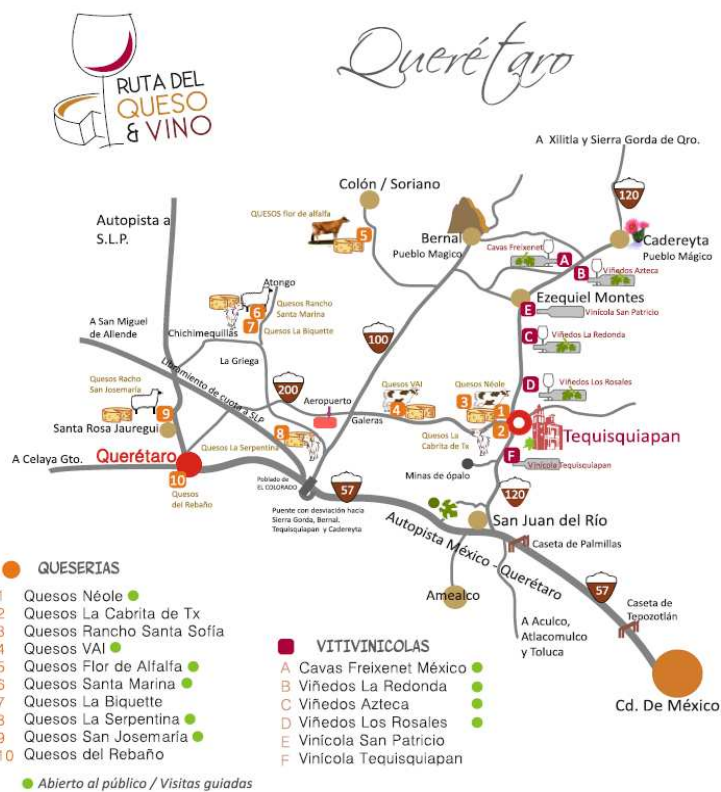 RUTA DEL
QUESO
& VINO
Querétaro
A Xilitla y Sierra Gorda de Qro.
120
Colón / Soriano
Autopista a
S.L.P.
QUESOS flor de alfalfa
5
Bernal
Pueblo Magico
Cavas Freixenet
A
B
Viñedos Azteca
Cadereyta
Pueblo Mágico
Atongo
6
7
Quesos Rancho
Santa Marina
Quesos La Biquette
E
Ezequiel Montes
Vinícola San Patricio
A San Miguel
de Allende
Chichimequillas
100
C
Viñedos La Redonda
La Griega
Libramiento de cuota a SLP
200
Aeropuerto
Quesos Racho
San Josemaría
9
Quesos VAI
4
Quesos Néole
3
1
2
D
Viñedos Los Rosales
Santa Rosa Jauregui
Galeras
8
Quesos La Serpentina
Quesos La
Cabrita de Tx
Tequisquiapan
A Celaya Gto.
Querétaro
F
Vinícola Tequisquiapan
10
Quesos
del Rebaño
Poblado de
EL COLORADO
57
Minas de ópalo
120
Puente con desviación hacia
Sierra Gorda, Bernal,
Tequisquiapan y Cadereyta
San Juan del Río
Autopista México - Querétaro
Caseta de Palmillas
57
Amealco
Caseta de
Tepozotlán
A Aculco,
Atlacomulco
y Toluca
Cd. De México
QUESERIAS
1 Quesos Néole
2 Quesos La Cabrita de Tx
3 Quesos Rancho Santa Sofía
4 Quesos VAI
5 Quesos Flor de Alfalfa
6 Quesos Santa Marina
7 Quesos La Biquette
8 Quesos La Serpentina
9 Quesos San Josemaría
10 Quesos del Rebaño
Abierto al público / Visitas guiadas
VITIVINICOLAS
A Cavas Freixenet México
B Viñedos La Redonda
C Viñedos Azteca
D Viñedos Los Rosales
E Vinícola San Patricio
F Vinícola Tequisquiapan